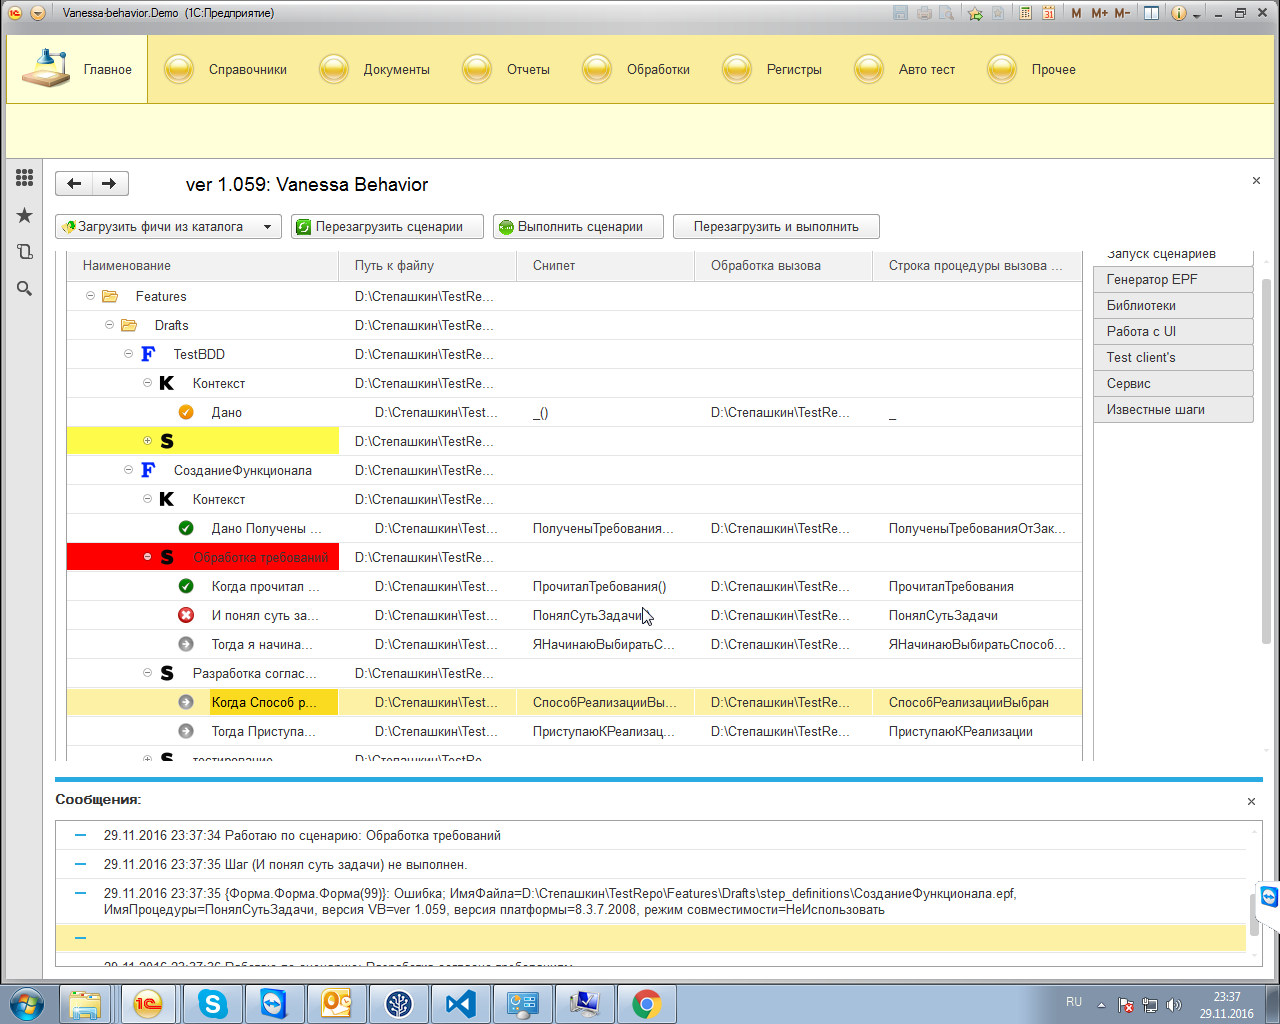 Vanessa-behavior.Demo (1С:Предприятие)
M M+ M-
Главное Справочники Документы Отчеты Обработки Регистры Авто тест Прочее
ver 1.059: Vanessa Behavior
Загрузить фичи из каталога Перезагрузить сценарии Выполнить сценарии Перезагрузить и выполнить
Наименование Путь к файлу Снипет Обработка вызова Строка процедуры вызова ...
Features D:\Степашкин\TestRe...
Drafts D:\Степашкин\TestRe...
F TestBDD D:\Степашкин\TestRe...
K Контекст D:\Степашкин\TestRe...
Дано D:\Степашкин\Test... _() D:\Степашкин\TestRe... _
S D:\Степашкин\TestRe...
F СозданиеФункционала D:\Степашкин\TestRe...
K Контекст D:\Степашкин\TestRe...
Дано Получены ... D:\Степашкин\Test... ПолученыТребования... D:\Степашкин\TestRe... ПолученыТребованияОтЗак...
S Обработка требований D:\Степашкин\TestRe...
Когда прочитал ... D:\Степашкин\Test... ПрочиталТребования() D:\Степашкин\TestRe... ПрочиталТребования
И понял суть за... D:\Степашкин\Test... ПонялСутьЗадачи D:\Степашкин\TestRe... ПонялСутьЗадачи
Тогда я начина... D:\Степашкин\Test... ЯНачинаюВыбиратьС... D:\Степашкин\TestRe... ЯНачинаюВыбиратьСпособ...
S Разработка соглас... D:\Степашкин\TestRe...
Когда Способ р... D:\Степашкин\Test... СпособРеализацииВы... D:\Степашкин\TestRe... СпособРеализацииВыбран
Тогда Приступа... D:\Степашкин\Test... ПриступаюКРеализац... D:\Степашкин\TestRe... ПриступаюКРеализации
S тестирование D:\Степашкин\TestRe...
Запуск сценариев
Генератор EPF
Библиотеки
Работа с UI
Test client's
Сервис
Известные шаги
Сообщения:
29.11.2016 23:37:34 Работаю по сценарию: Обработка требований
29.11.2016 23:37:35 Шаг (И понял суть задачи) не выполнен.
29.11.2016 23:37:35 {Форма.Форма.Форма(99)}: Ошибка; ИмяФайла=D:\Степашкин\TestRepo\Features\Drafts\step_definitions\СозданиеФункционала.epf,
ИмяПроцедуры=ПонялСутьЗадачи, версия VB=ver 1.059, версия платформы=8.3.7.2008, режим совместимости=НеИспользовать
RU
23:37
29.11.2016